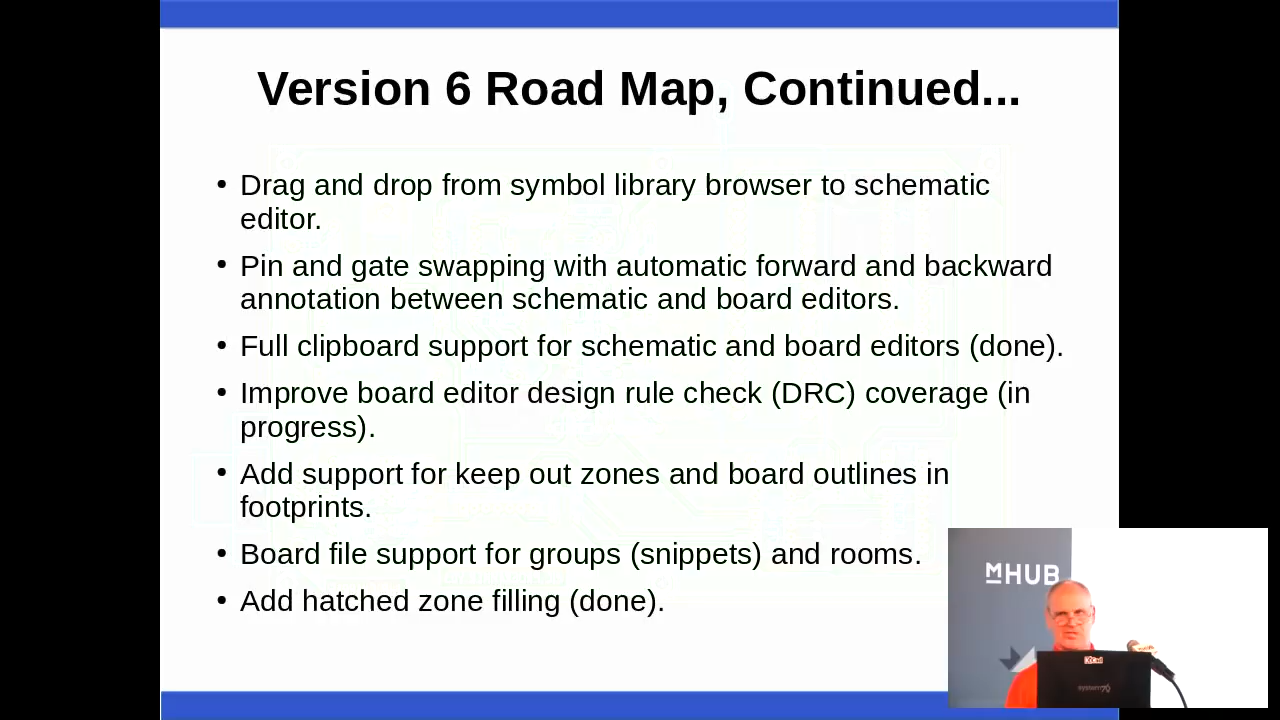 Version 6 Road Map, Continued...
• Drag and drop from symbol library browser to schematic
editor.
• Pin and gate swapping with automatic forward and backward
annotation between schematic and board editors.
• Full clipboard support for schematic and board editors (done).
• Improve board editor design rule check (DRC) coverage (in
progress).
• Add support for keep out zones and board outlines in
footprints.
• Board file support for groups (snippets) and rooms.
• Add hatched zone filling (done).
MHUB
KiCad
system76